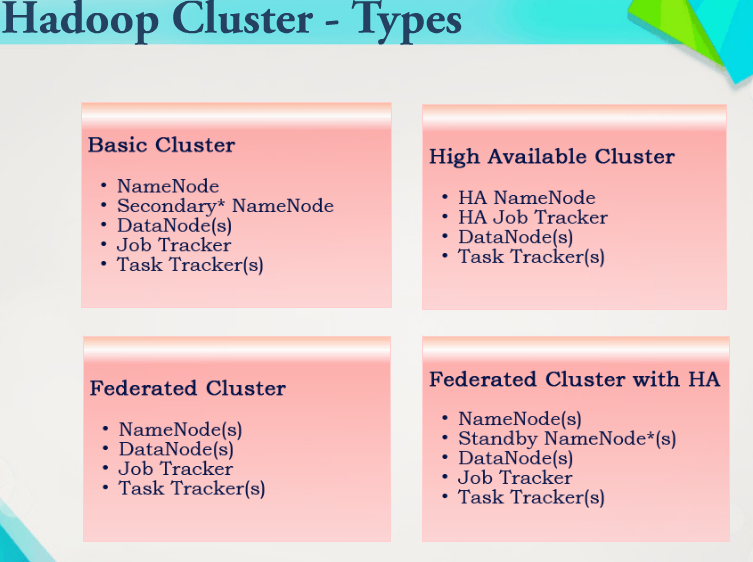 Hadoop Cluster - Types
Basic Cluster
• NameNode
• Secondary* NameNode
• DataNode(s)
• Job Tracker
• Task Tracker(s)
High Available Cluster
• HA NameNode
• HA Job Tracker
• DataNode(s)
• Task Tracker(s)
Federated Cluster
• NameNode(s)
• DataNode(s)
• Job Tracker
• Task Tracker(s)
Federated Cluster with HA
• NameNode(s)
• Standby NameNode*(s)
• DataNode(s)
• Job Tracker
• Task Tracker(s)